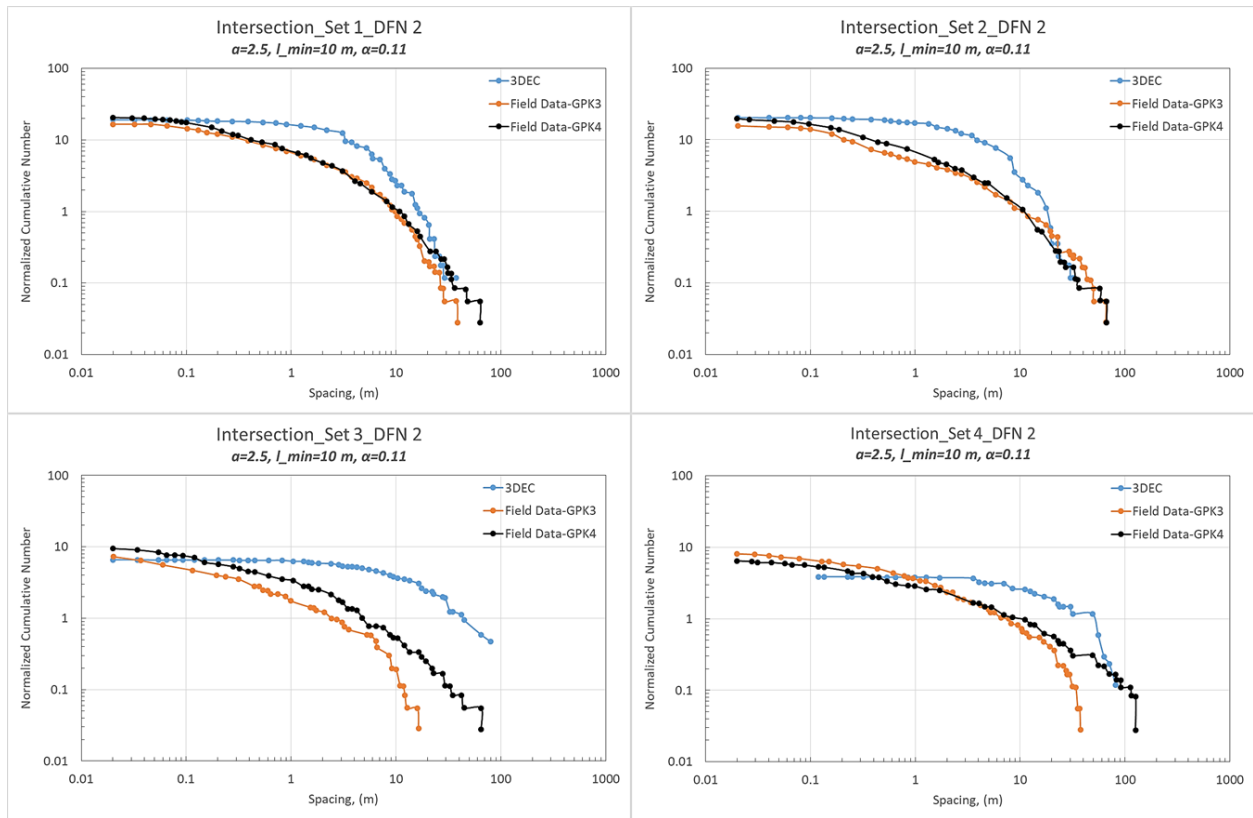 Intersection_Set 1_DFN 2
a=2.5, l_min=10 m, α=0.11
100
10
1
0.1
0.01
Normalized Cumulative Number
3DEC
Field Data-GPK3
Field Data-GPK4
0.01
0.1
1
10
100
1000
Spacing, (m)
Intersection_Set 2_DFN 2
a=2.5, l_min=10 m, α=0.11
100
10
1
0.1
0.01
Normalized Cumulative Number
3DEC
Field Data-GPK3
Field Data-GPK4
0.01
0.1
1
10
100
1000
Spacing, (m)
Intersection_Set 3_DFN 2
a=2.5, l_min=10 m, α=0.11
100
10
1
0.1
0.01
Normalized Cumulative Number
3DEC
Field Data-GPK3
Field Data-GPK4
0.01
0.1
1
10
100
1000
Spacing, (m)
Intersection_Set 4_DFN 2
a=2.5, l_min=10 m, α=0.11
100
10
1
0.1
0.01
Normalized Cumulative Number
3DEC
Field Data-GPK3
Field Data-GPK4
0.01
0.1
1
10
100
1000
Spacing, (m)